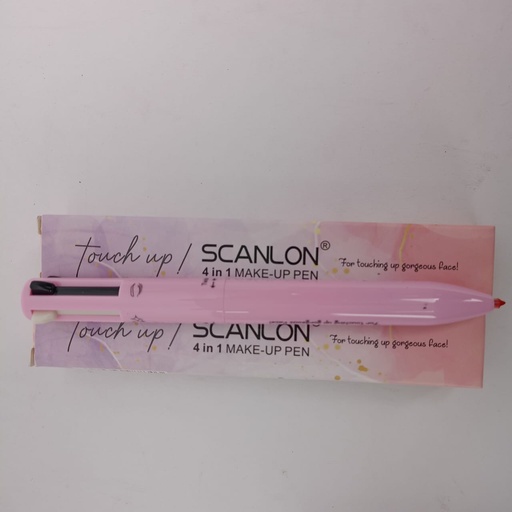 touch up! SCANLON®
4 in 1 MAKE-UP PEN
For touching up gorgeous face!
Touch up! SCANLON
4 in 1 MAKE-UP PEN
For touching up gorgeous face!